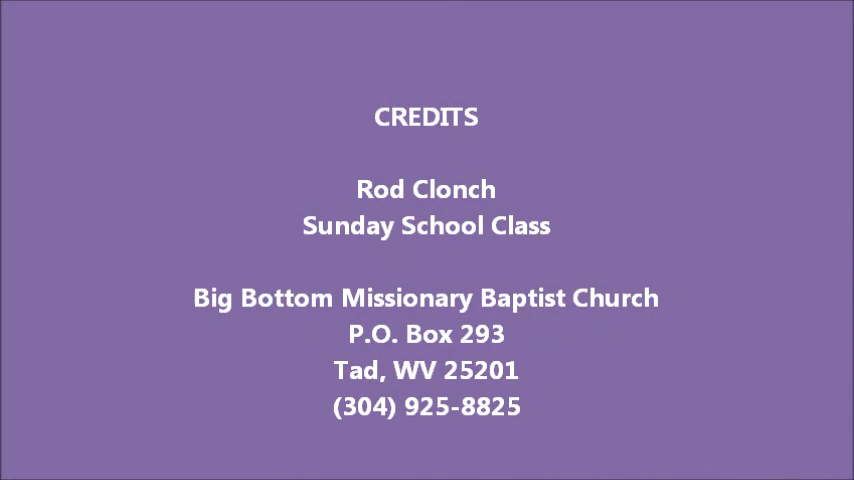 CREDITS
Rod Clonch
Sunday School Class
Big Bottom Missionary Baptist Church
P.O. Box 293
Tad, WV 25201
(304) 925-8825